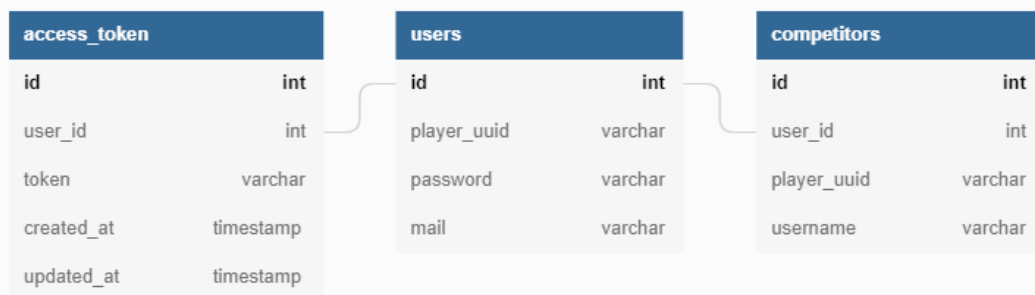 access_token
id int
user_id int
token varchar
created_at timestamp
updated_at timestamp
users
id int
player_uuid varchar
password varchar
mail varchar
competitors
id int
user_id int
player_uuid varchar
username varchar